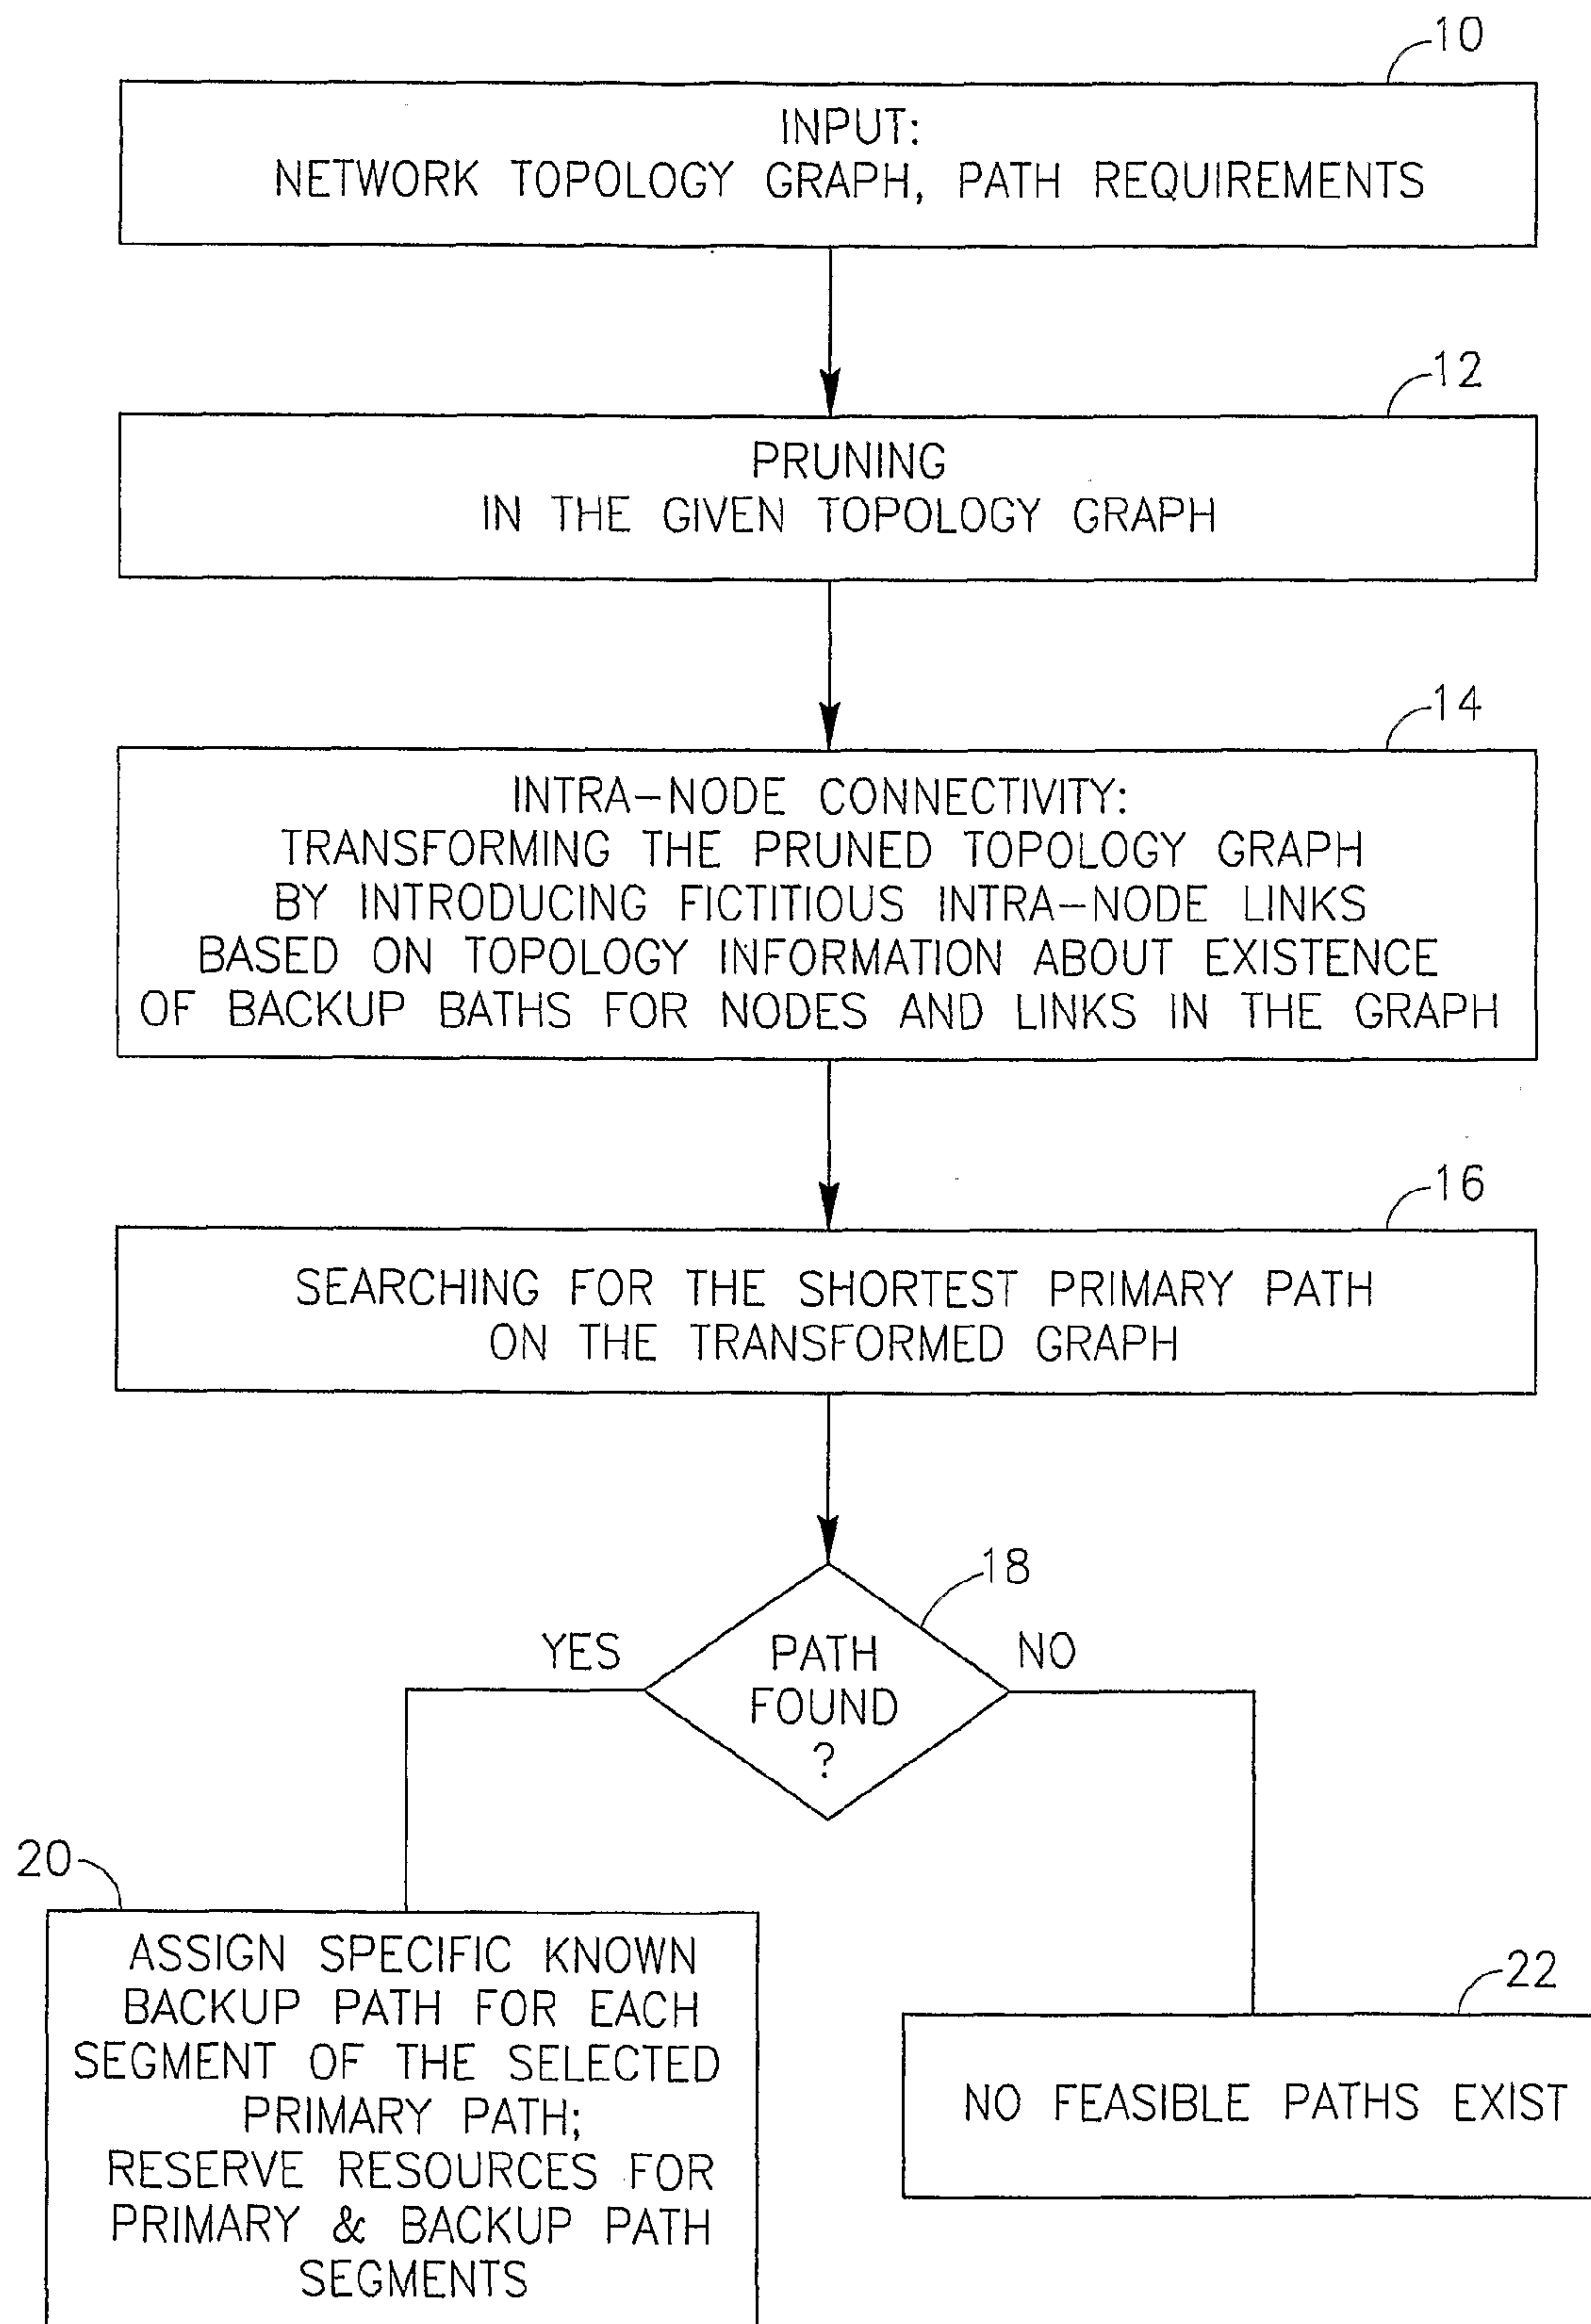 10
INPUT:
NETWORK TOPOLOGY GRAPH, PATH REQUIREMENTS
12
PRUNING
IN THE GIVEN TOPOLOGY GRAPH
14
INTRA-NODE CONNECTIVITY:
TRANSFORMING THE PRUNED TOPOLOGY GRAPH
BY INTRODUCING FICTITIOUS INTRA-NODE LINKS
BASED ON TOPOLOGY INFORMATION ABOUT EXISTENCE
OF BACKUP BATHS FOR NODES AND LINKS IN THE GRAPH
16
SEARCHING FOR THE SHORTEST PRIMARY PATH
ON THE TRANSFORMED GRAPH
18
YES
PATH
FOUND
?
NO
20
ASSIGN SPECIFIC KNOWN
BACKUP PATH FOR EACH
SEGMENT OF THE SELECTED
PRIMARY PATH;
RESERVE RESOURCES FOR
PRIMARY & BACKUP PATH
SEGMENTS
22
NO FEASIBLE PATHS EXIST